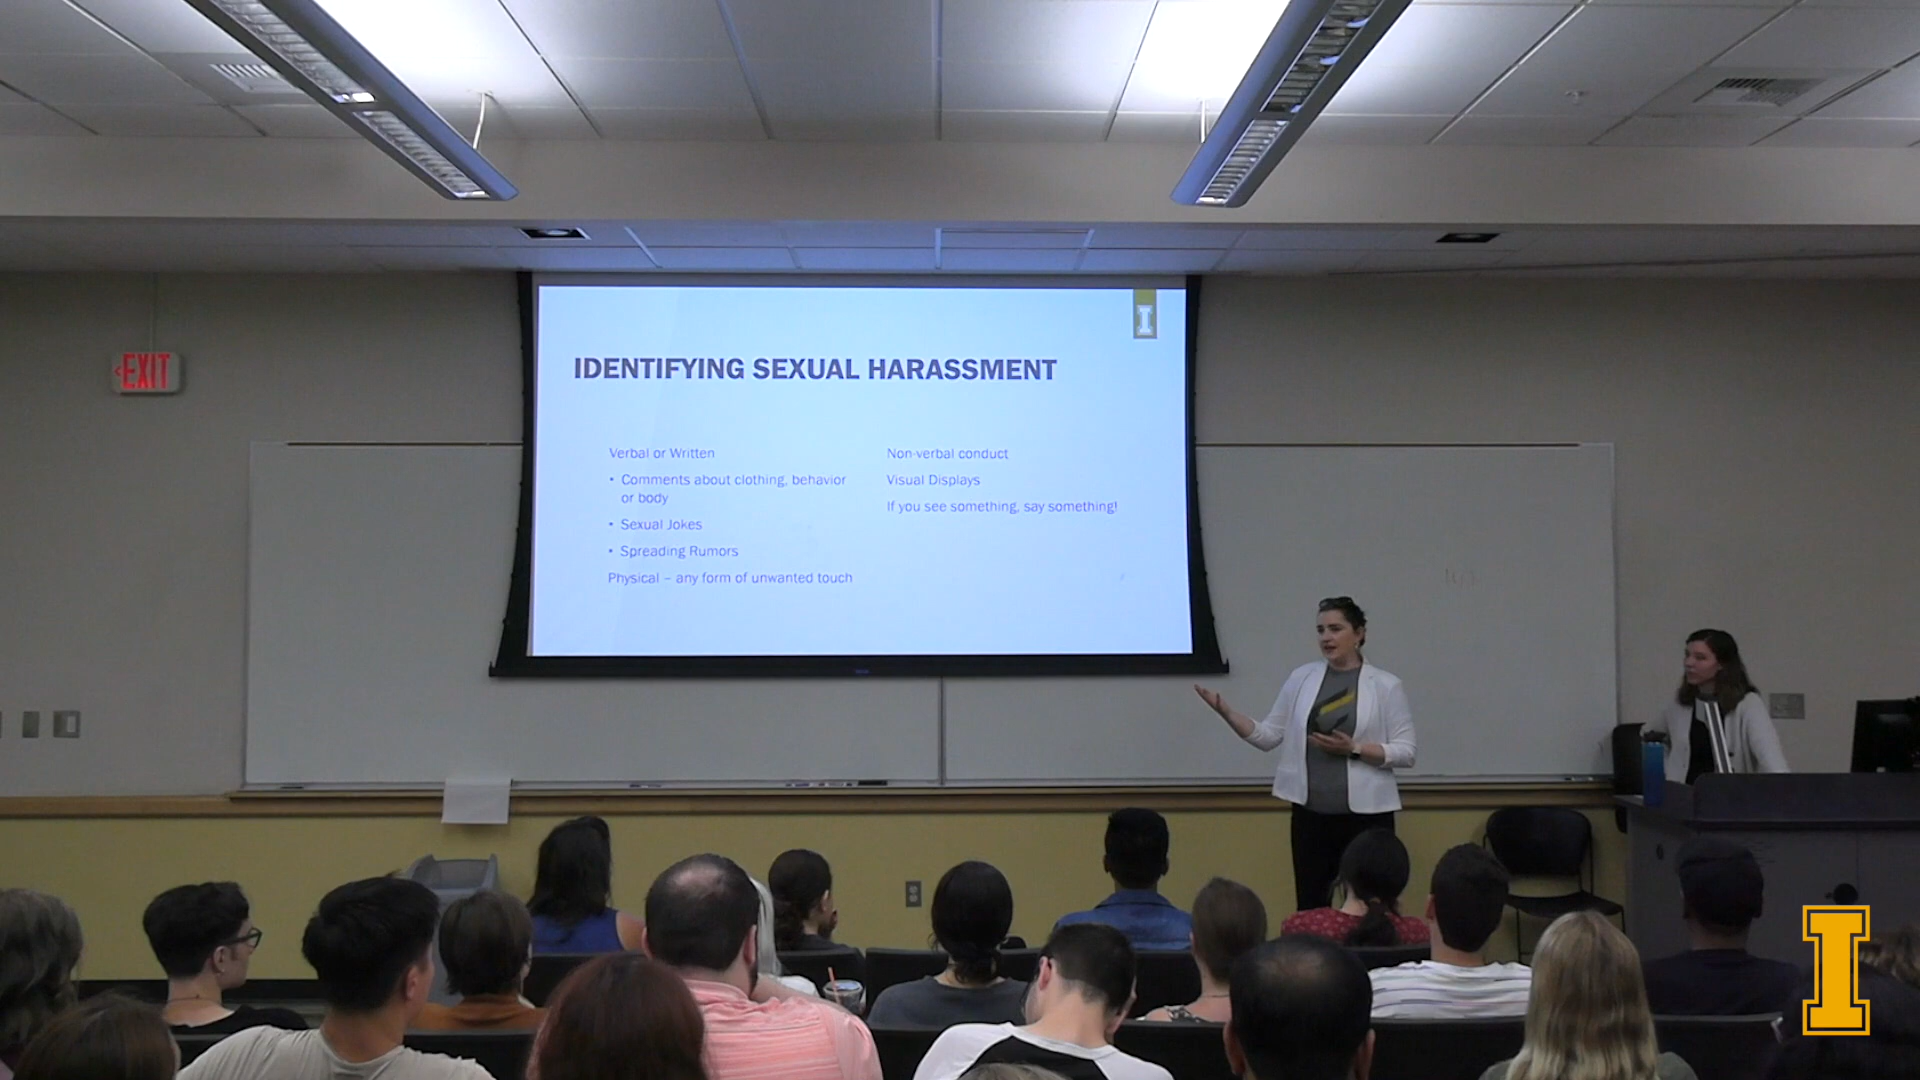 EXIT
I
IDENTIFYING SEXUAL HARASSMENT
Verbal or Written
• Comments about clothing, behavior
or body
• Sexual Jokes
• Spreading Rumors
Physical – any form of unwanted touch
Non-verbal conduct
Visual Displays
If you see something, say something!
I